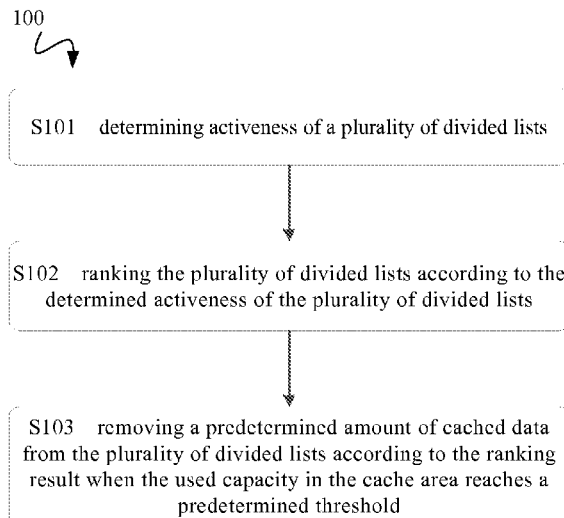 100
S101 determining activeness of a plurality of divided lists
S102 ranking the plurality of divided lists according to the
determined activeness of the plurality of divided lists
S103 removing a predetermined amount of cached data
from the plurality of divided lists according to the ranking
result when the used capacity in the cache area reaches a
predetermined threshold